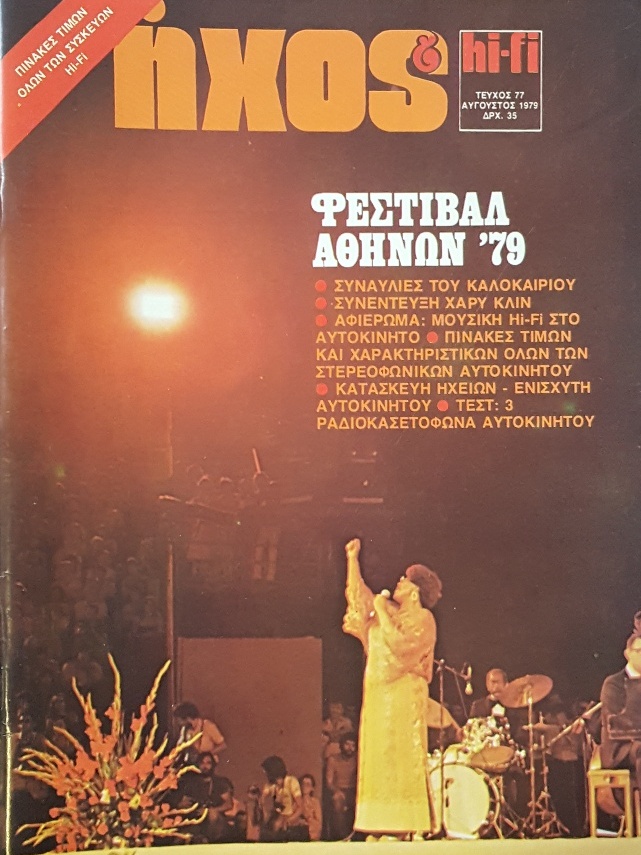 ΠΙΝΑΚΕΣ ΤΙΜΩΝ
ΟΛΩΝ ΤΩΝ ΣΥΣΚΕΥΩΝ
Hi-Fi
ήχος & hi-fi
ΤΕΥΧΟΣ 77
ΑΥΓΟΥΣΤΟΣ 1979
ΔΡΧ. 35
ΦΕΣΤΙΒΑΛ
ΑΘΗΝΩΝ '79
● ΣΥΝΑΥΛΙΕΣ ΤΟΥ ΚΑΛΟΚΑΙΡΙΟΥ
● ΣΥΝΕΝΤΕΥΞΗ ΧΑΡΥ ΚΛΙΝ
● ΑΦΙΕΡΩΜΑ: ΜΟΥΣΙΚΗ Hi-Fi ΣΤΟ
ΑΥΤΟΚΙΝΗΤΟ ● ΠΙΝΑΚΕΣ ΤΙΜΩΝ
ΚΑΙ ΧΑΡΑΚΤΗΡΙΣΤΙΚΩΝ ΟΛΩΝ ΤΩΝ
ΣΤΕΡΕΟΦΩΝΙΚΩΝ ΑΥΤΟΚΙΝΗΤΟΥ
● ΚΑΤΑΣΚΕΥΗ ΗΧΕΙΩΝ - ΕΝΙΣΧΥΤΗ
ΑΥΤΟΚΙΝΗΤΟΥ ● ΤΕΣΤ: 3
ΡΑΔΙΟΚΑΣΕΤΟΦΩΝΑ ΑΥΤΟΚΙΝΗΤΟΥ